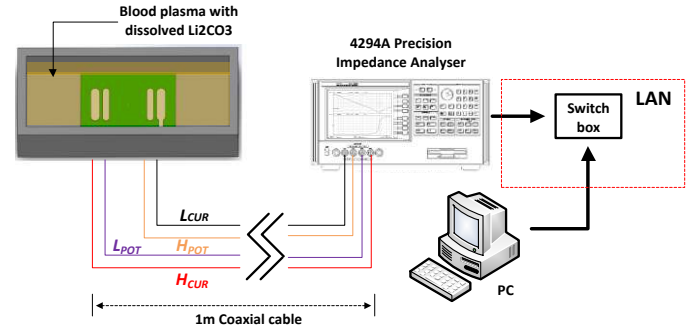 Blood plasma with
dissolved Li2CO3
4294A Precision
Impedance Analyser
LAN
Switch
box
LCUR
LPOT
HPOT
HCUR
PC
1m Coaxial cable